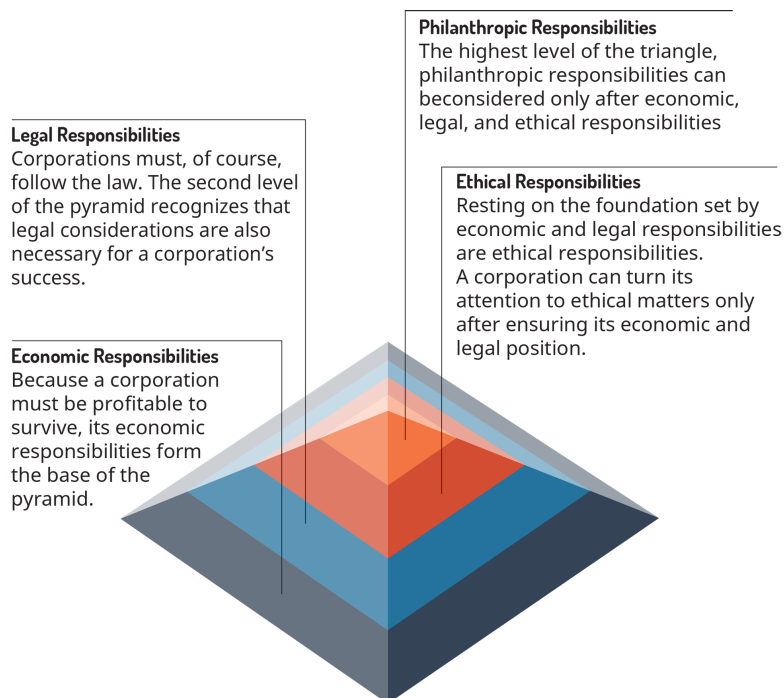 Philanthropic Responsibilities
The highest level of the triangle,
philanthropic responsibilities can
beconsidered only after economic,
legal, and ethical responsibilities
Legal Responsibilities
Corporations must, of course,
follow the law. The second level
of the pyramid recognizes that
legal considerations are also
necessary for a corporation’s
success.
Ethical Responsibilities
Resting on the foundation set by
economic and legal responsibilities
are ethical responsibilities.
A corporation can turn its
attention to ethical matters only
after ensuring its economic and
legal position.
Economic Responsibilities
Because a corporation
must be profitable to
survive, its economic
responsibilities form
the base of the
pyramid.